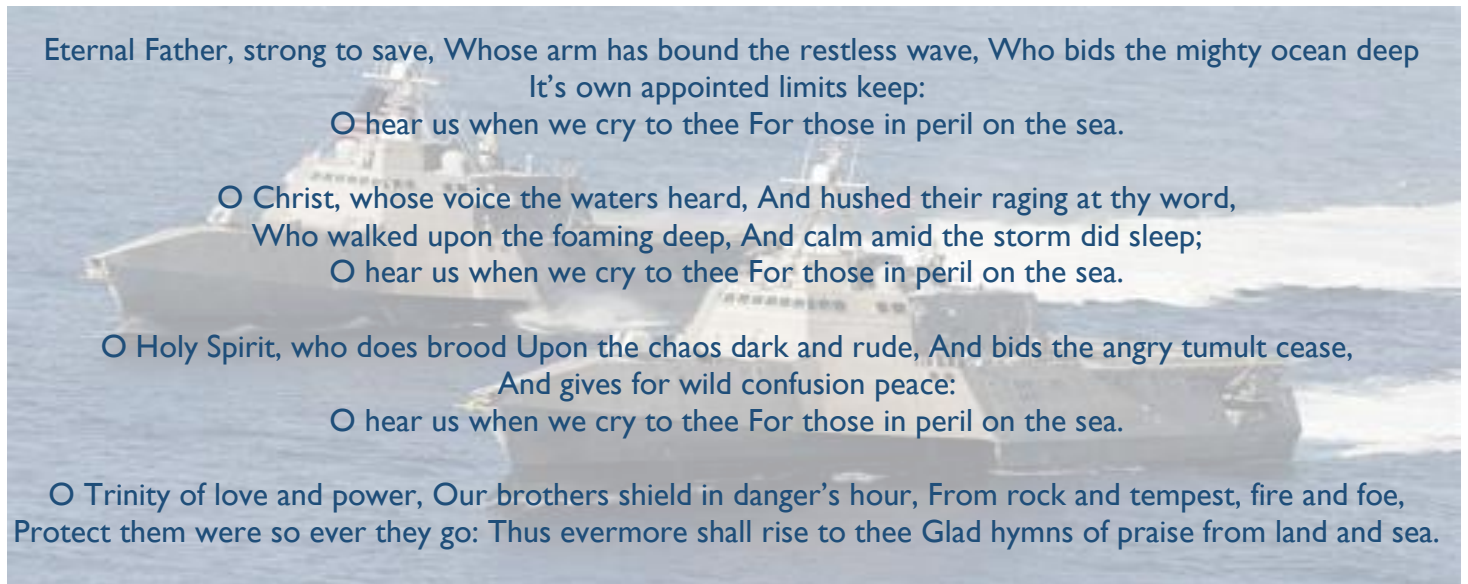 Eternal Father, strong to save, Whose arm has bound the restless wave, Who bids the mighty ocean deep
It’s own appointed limits keep:
O hear us when we cry to thee For those in peril on the sea.
O Christ, whose voice the waters heard, And hushed their raging at thy word,
Who walked upon the foaming deep, And calm amid the storm did sleep;
O hear us when we cry to thee For those in peril on the sea.
O Holy Spirit, who does brood Upon the chaos dark and rude, And bids the angry tumult cease,
And gives for wild confusion peace:
O hear us when we cry to thee For those in peril on the sea.
O Trinity of love and power, Our brothers shield in danger’s hour, From rock and tempest, fire and foe,
Protect them were so ever they go: Thus evermore shall rise to thee Glad hymns of praise from land and sea.